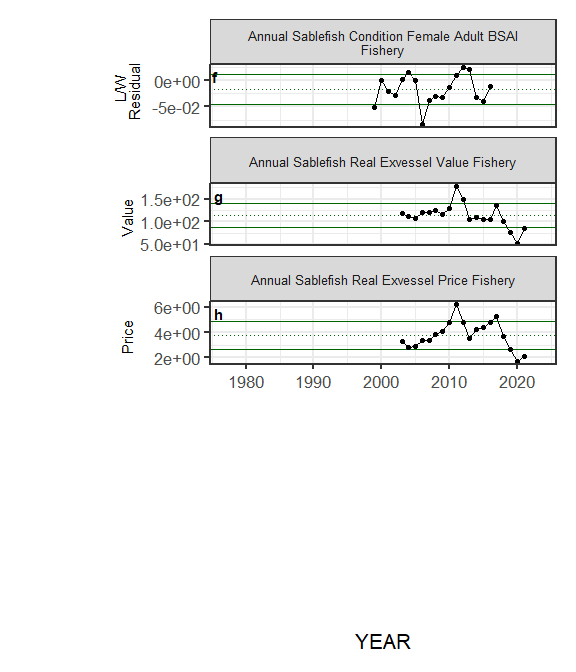 Annual Sablefish Condition Female Adult BSAI
Fishery
f
L/W
Residual
0e+00
-5e-02
Annual Sablefish Real Exvessel Value Fishery
g
Value
1.5e+02
1.0e+02
5.0e+01
Annual Sablefish Real Exvessel Price Fishery
h
Price
6e+00
4e+00
2e+00
1980 1990 2000 2010 2020
YEAR